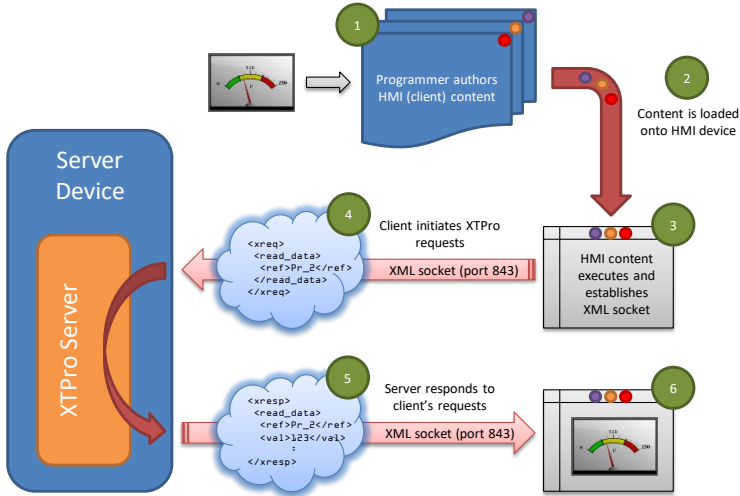 1
Programmer authors
HMI (client) content
2
Content is loaded
onto HMI device
Server
Device
XTPro Server
3
HMI content
executes and
establishes
XML socket
4
Client initiates XTPro
requests
XML socket (port 843)
<xreq>
<read_data>
<ref>Pr_2</ref>
</read_data>
</xreq>
5
Server responds to
client's requests
XML socket (port 843)
<xresp>
<read_data>
<ref>Pr_2</ref>
<val>123</val>
:
</xresp>
6